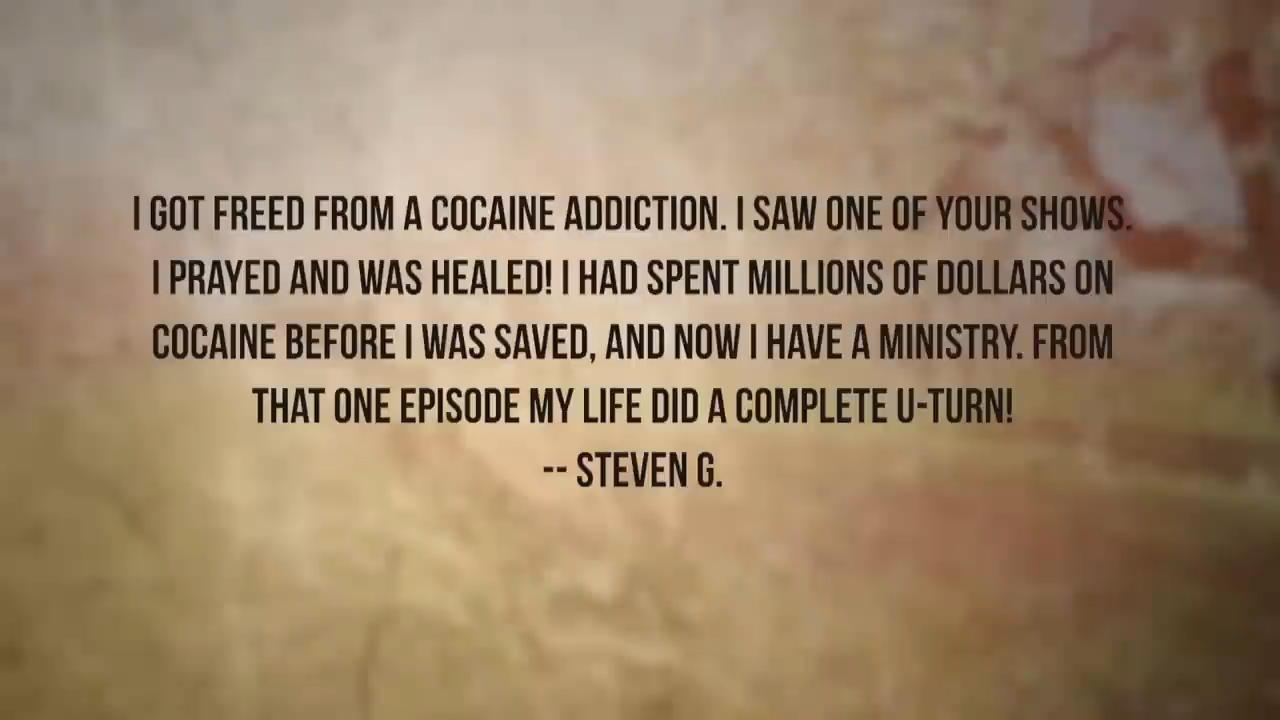 I GOT FREED FROM A COCAINE ADDICTION. I SAW ONE OF YOUR SHOWS.
I PRAYED AND WAS HEALED! I HAD SPENT MILLIONS OF DOLLARS ON
COCAINE BEFORE I WAS SAVED, AND NOW I HAVE A MINISTRY. FROM
THAT ONE EPISODE MY LIFE DID A COMPLETE U-TURN!
-- STEVEN G.